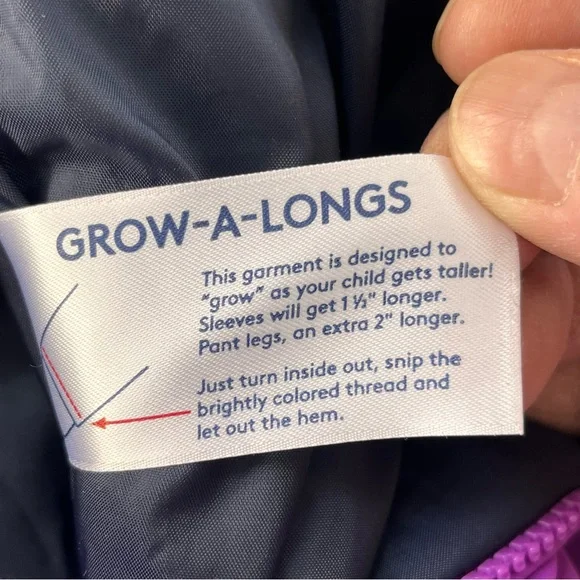 GROW-A-LONGS
This garment is designed to
"grow" as your child gets taller!
Sleeves will get 1 ½" longer.
Pant legs, an extra 2" longer.
Just turn inside out, snip the
brightly colored thread and
let out the hem.